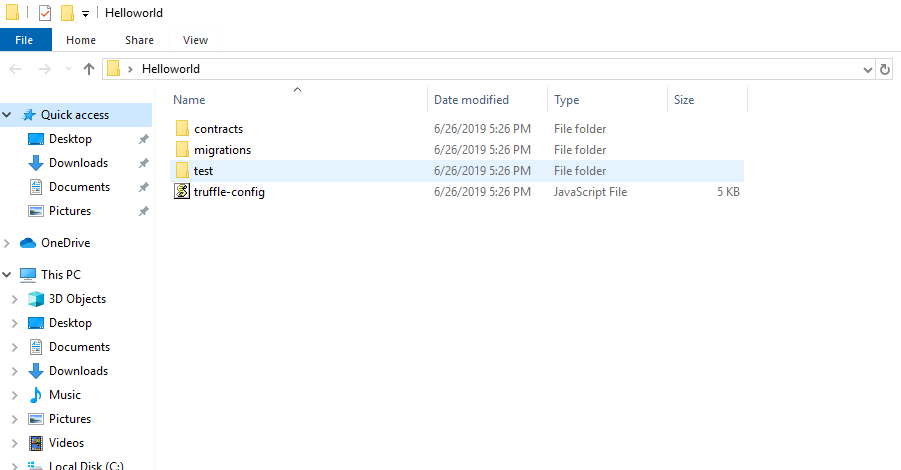 Helloworld
File Home Share View
Helloworld
Name Date modified Type Size
Quick access
contracts 6/26/2019 5:26 PM File folder
Desktop
migrations 6/26/2019 5:26 PM File folder
Downloads
test 6/26/2019 5:26 PM File folder
Documents
truffle-config 6/26/2019 5:26 PM JavaScript File 5 KB
Pictures
OneDrive
This PC
3D Objects
Desktop
Documents
Downloads
Music
Pictures
Videos
Local Disk (C:)